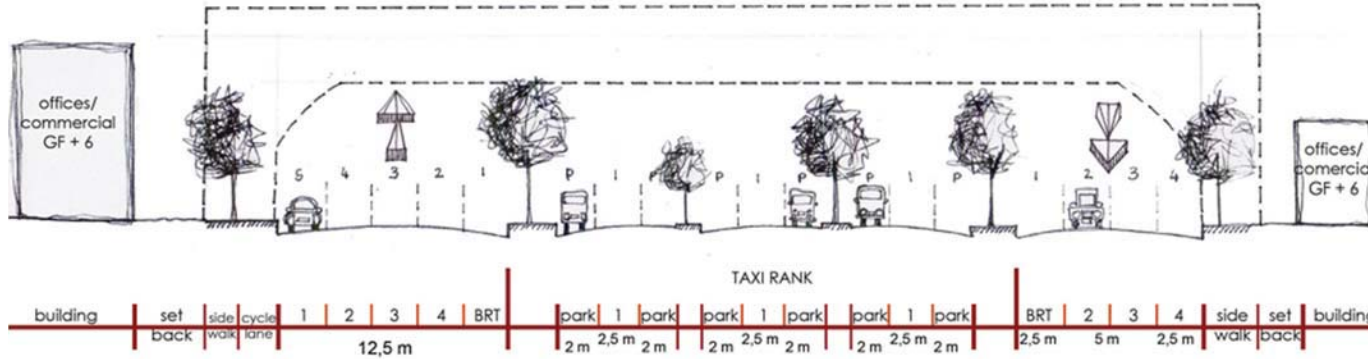 offices/
commercial
GF + 6
offices/
comercial
GF + 6
5 4 3 2 1 P 1 P P 1 P P 1 P 1 2 3 4
TAXI RANK
building set side cycle 1 2 3 4 BRT park 1 park park 1 park park 1 park BRT 2 3 4 side set building
back walk lane 12,5 m 2 m 2,5 m 2 m 2 m 2,5 m 2 m 2 m 2,5 m 2 m 2,5 m 5 m 2,5 m walk back